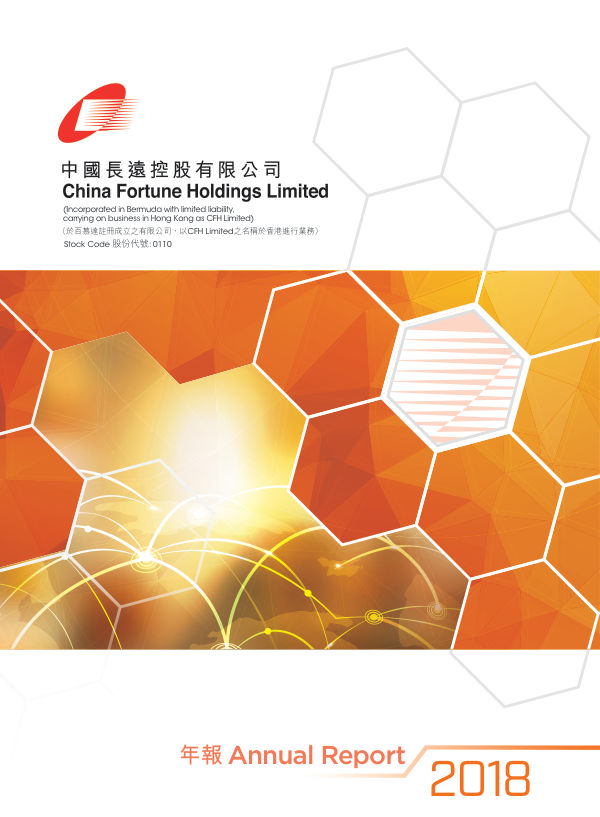 中國長遠控股有限公司
China Fortune Holdings Limited
(Incorporated in Bermuda with limited liability,
carrying on business in Hong Kong as CFH Limited)
（於百慕達註冊成立之有限公司，以CFH Limited之名稱於香港進行業務）
Stock Code 股份代號: 0110
年報 Annual Report
2018